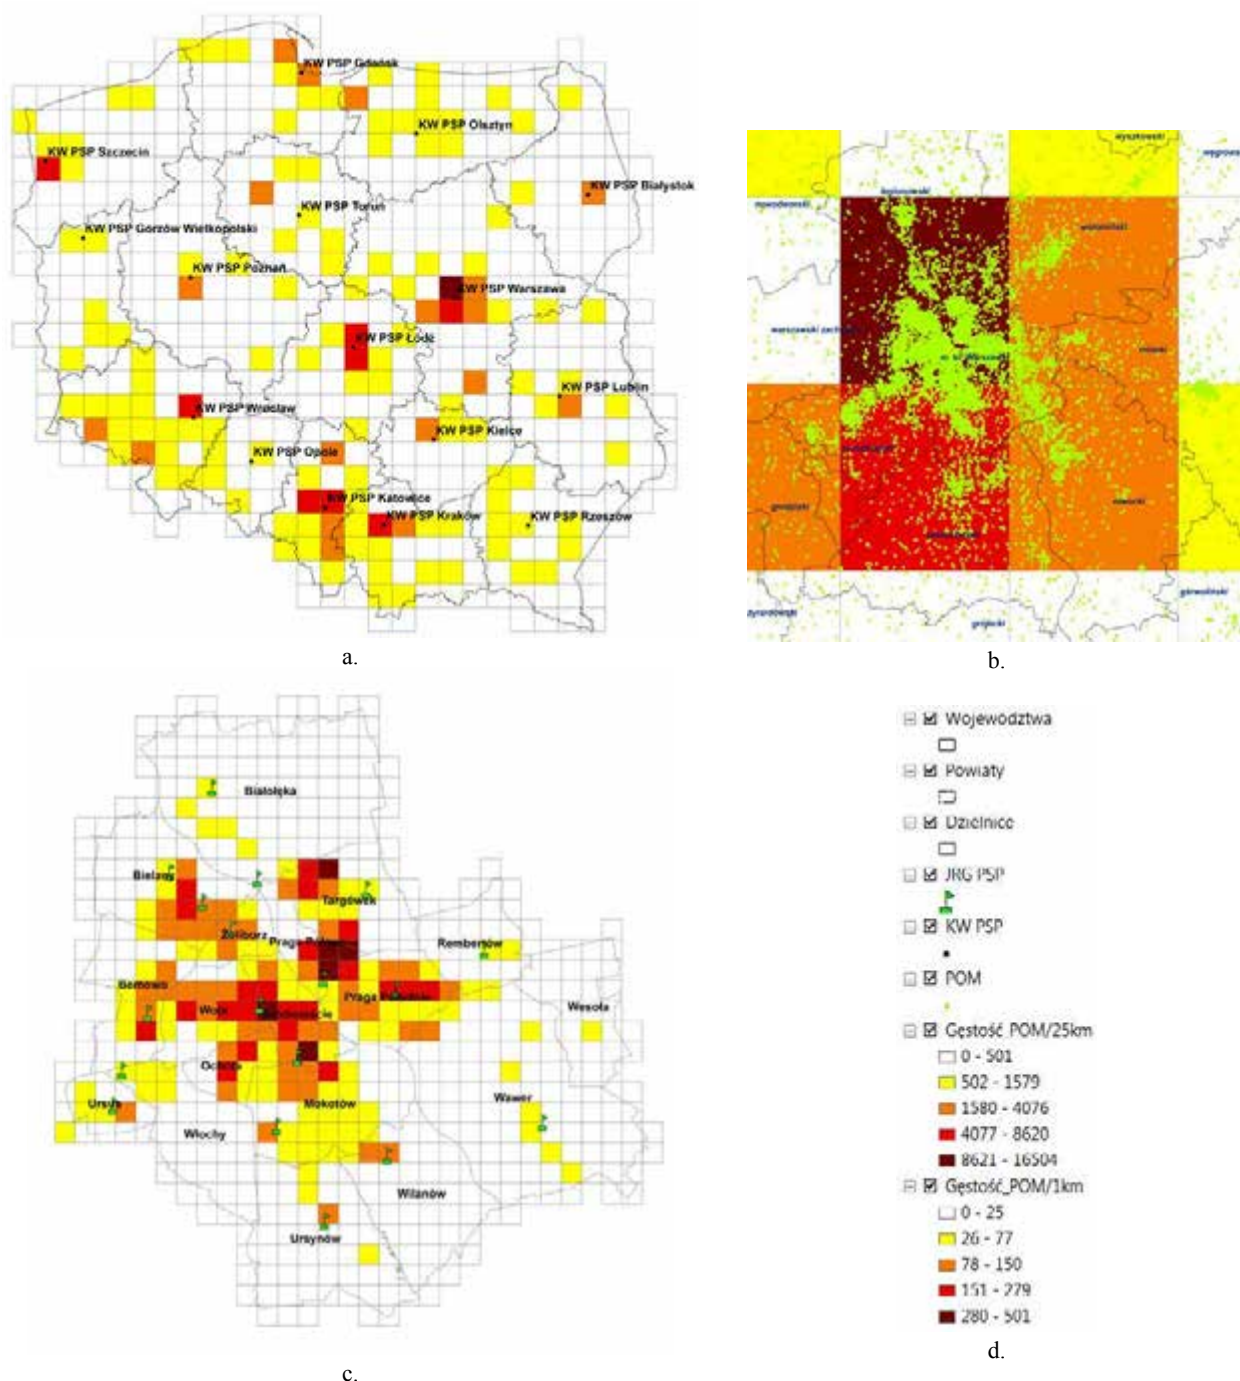 KW PSP Gdańsk
KW PSP Olsztyn
KW PSP Szczecin
KW PSP Białystok
KW PSP Toruń
KW PSP Gorzów Wielkopolski
KW PSP Poznań
KW PSP Warszawa
KW PSP Łódź
KW PSP Lublin
KW PSP Wrocław
KW PSP Kielce
KW PSP Opole
KW PSP Katowice
KW PSP Kraków
KW PSP Rzeszów
a.
wyszkowski
wołomiński
grójecki
b.
Białołęka
Bielany
Targówek
Żoliborz
Rembertów
Bemowo
Wola
Wesoła
Ochota
Ursus
Mokotów
Wawer
Włochy
Wilanów
Ursynów
c.
Województwa
Powiaty
Dzielnice
JRG PSP
KW PSP
POM
Gęstość_POM/25km
0 - 501
502 - 1579
1580 - 4076
4077 - 8620
8621 - 16504
Gęstość_POM/1km
0 - 25
26 - 77
78 - 150
151 - 279
280 - 501
d.